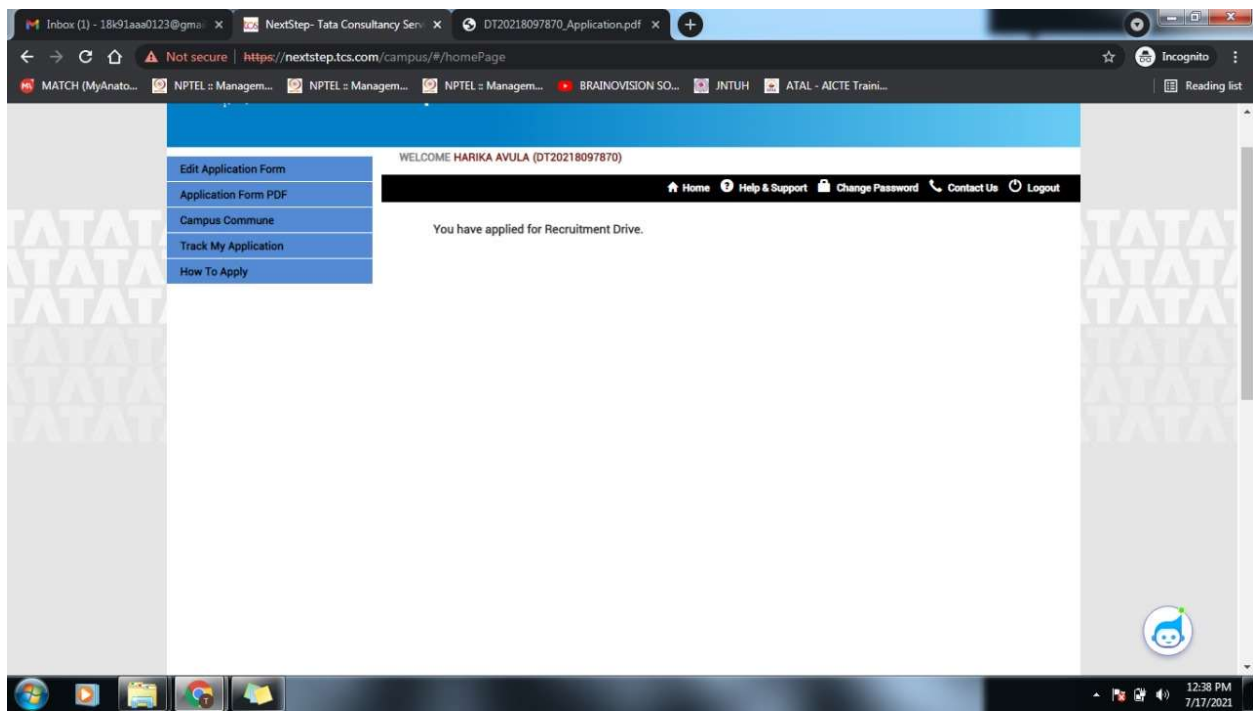 Inbox (1) - 18k91aaa0123@gmai
NextStep- Tata Consultancy Serv
DT20218097870_Application.pdf
Not secure | https://nextstep.tcs.com/campus/#/homePage
Incognito
MATCH (MyAnato...
NPTEL :: Managem...
NPTEL :: Managem...
NPTEL :: Managem...
BRAINOVISION SO...
JNTUH
ATAL - AICTE Traini...
Reading list
WELCOME HARIKA AVULA (DT20218097870)
Home Help & Support Change Password Contact Us Logout
Edit Application Form
Application Form PDF
Campus Commune
Track My Application
How To Apply
You have applied for Recruitment Drive.
12:38 PM
7/17/2021